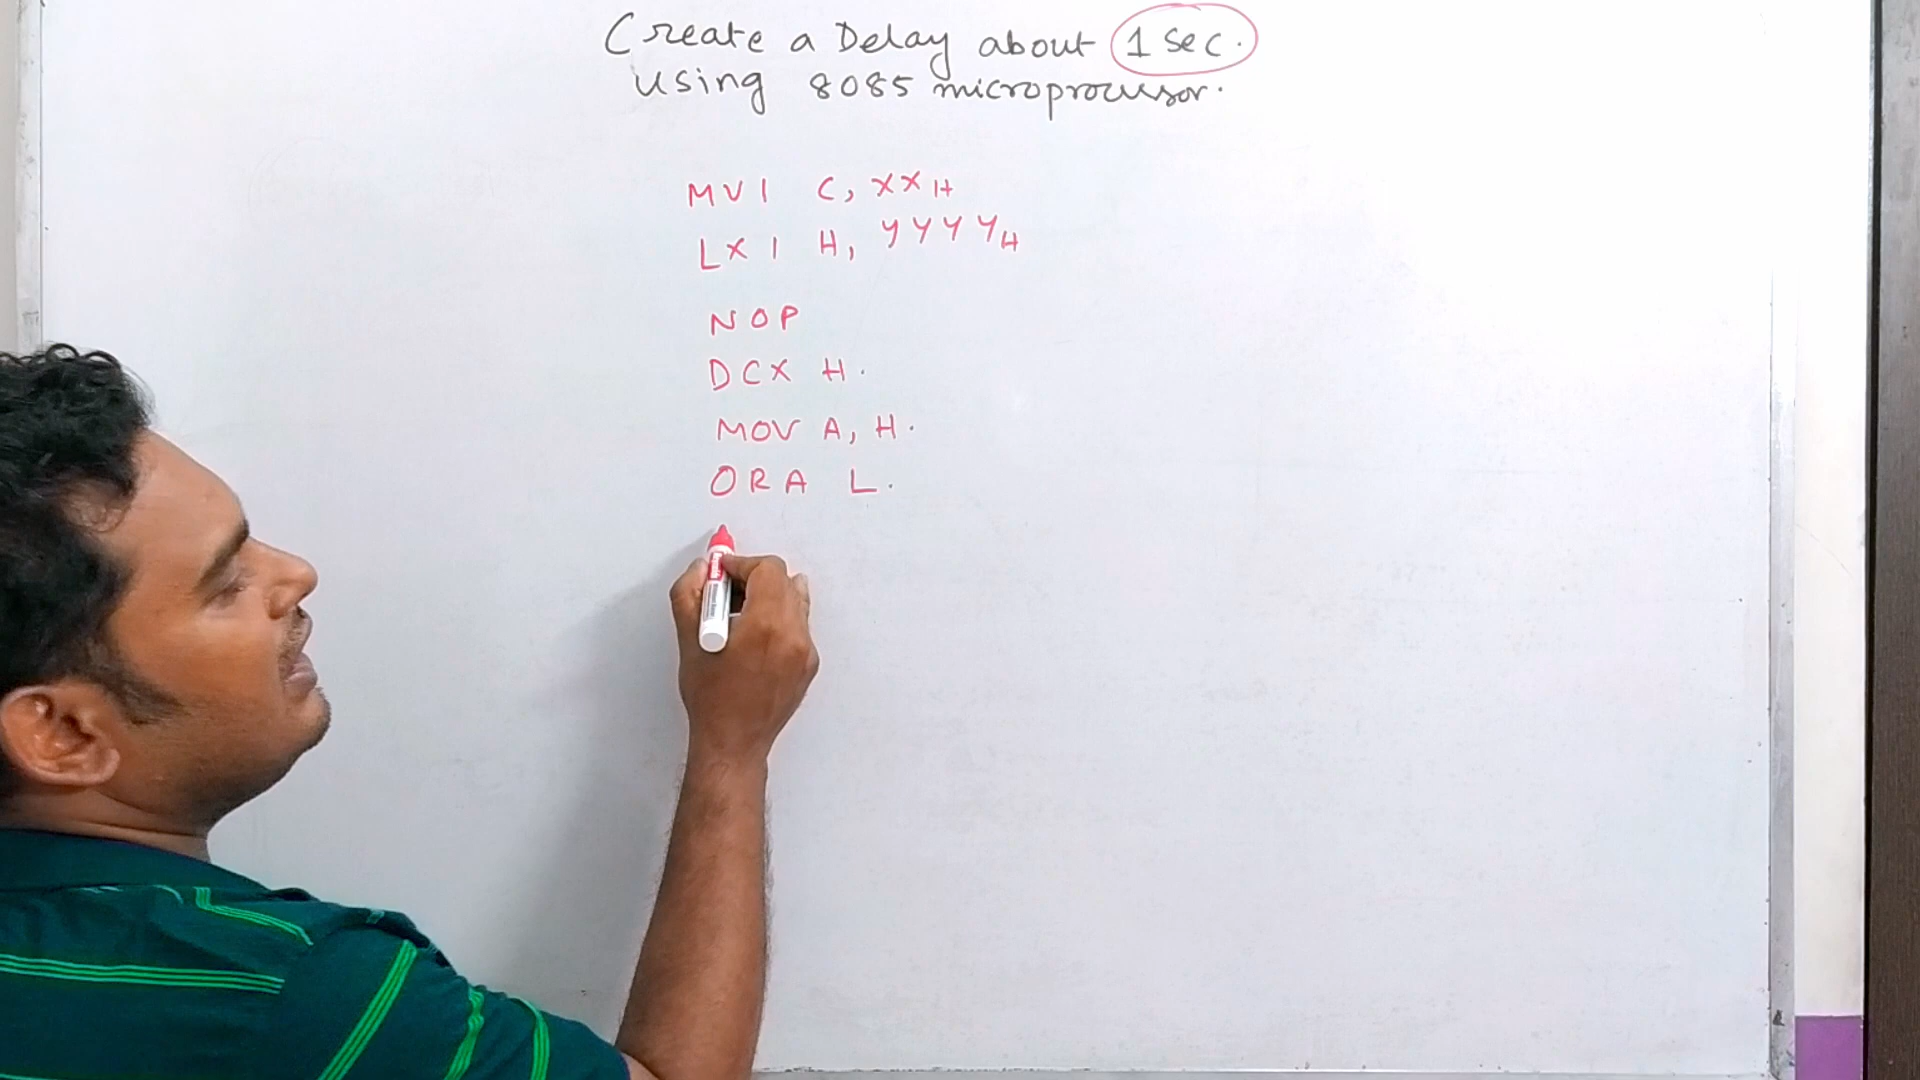 Create a Delay about 1 sec.
using 8085 microprocessor.
MVI C, XXH
LXI H, YYYYH
NOP
DCX H.
MOV A, H.
ORA L.